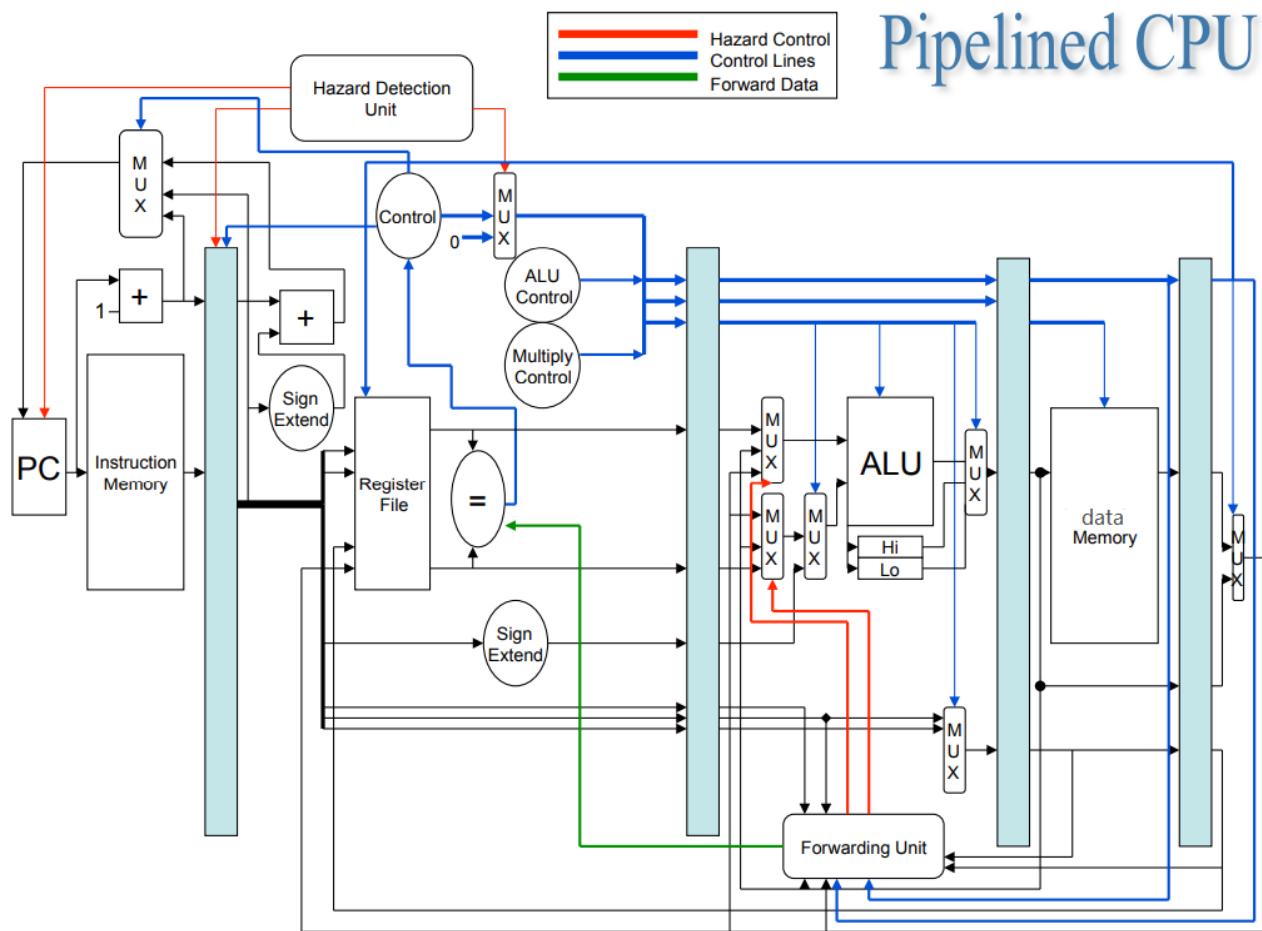 Pipelined CPU
Hazard Control
Control Lines
Forward Data
Hazard Detection
Unit
M
U
X
Control
M
U
X
0
ALU
Control
Multiply
Control
+
1
+
Sign
Extend
PC
Instruction
Memory
Register
File
=
Sign
Extend
M
U
X
M
U
X
M
U
X
ALU
Hi
Lo
M
U
X
data
Memory
M
U
X
M
U
X
Forwarding Unit